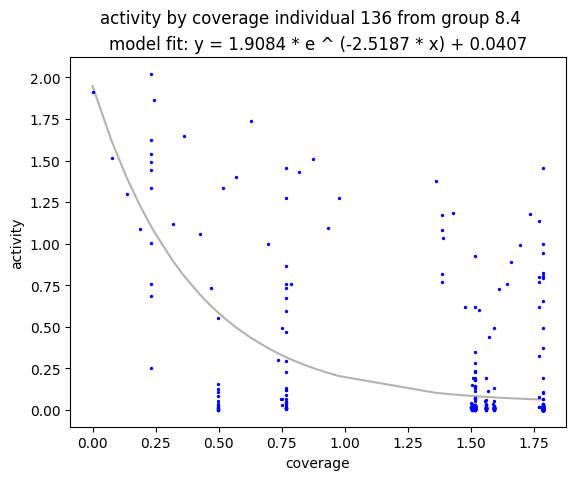 activity by coverage individual 136 from group 8.4
model fit: y = 1.9084 * e ^ (-2.5187 * x) + 0.0407
2.00
1.75
1.50
1.25
1.00
0.75
0.50
0.25
0.00
activity
0.00 0.25 0.50 0.75 1.00 1.25 1.50 1.75
coverage